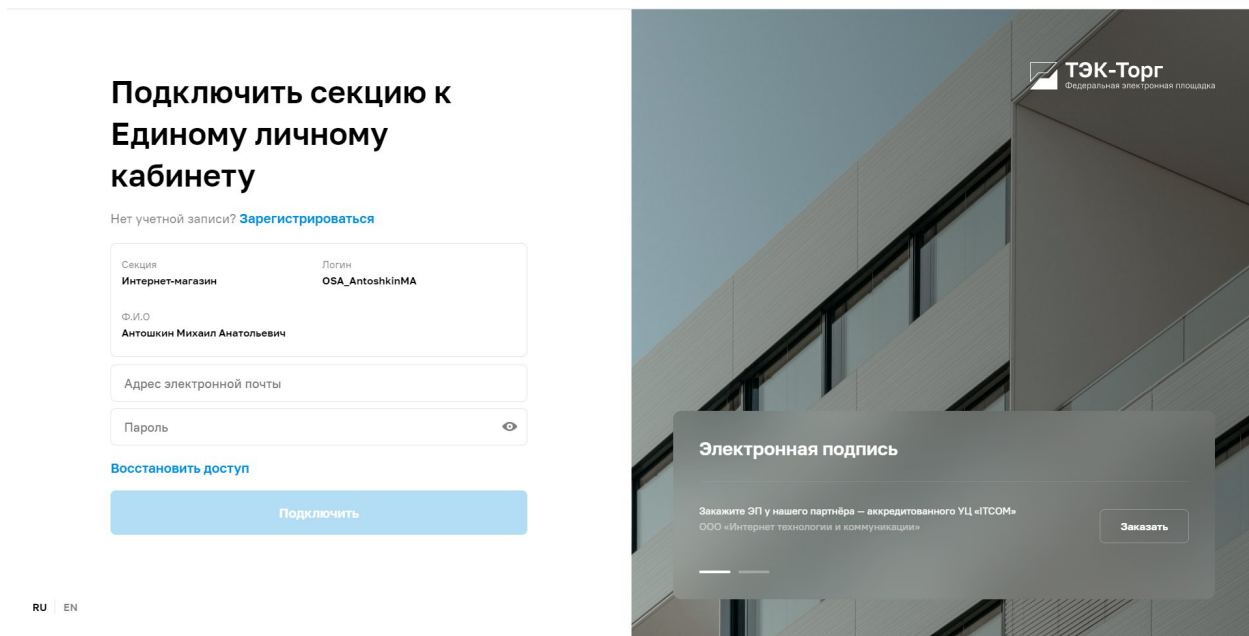 Подключить секцию к
Единому личному
кабинету
Нет учетной записи? Зарегистрироваться
Секция
Интернет-магазин
Логин
OSA_AntoshkinMA
Ф.И.О
Антошкин Михаил Анатольевич
Адрес электронной почты
Пароль
Восстановить доступ
Подключить
RU EN
ТЭК-Торг
Федеральная электронная площадка
Электронная подпись
Закажите ЭП у нашего партнёра — аккредитованного УЦ «ITCOM»
ООО «Интернет технологии и коммуникации»
Заказать